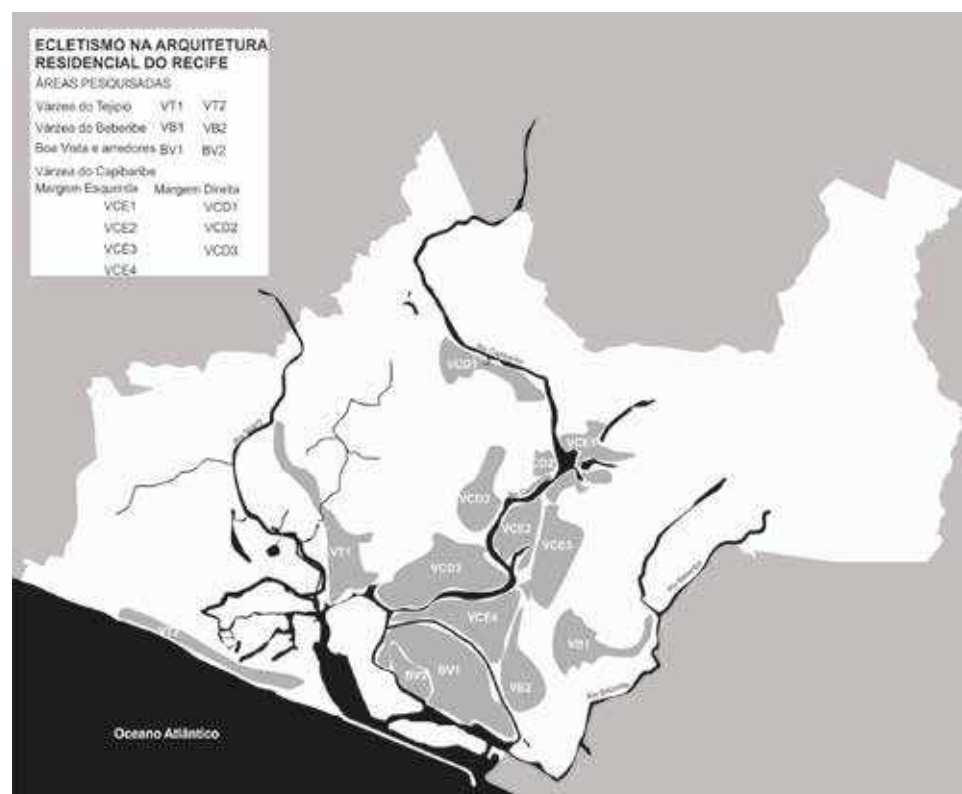 ECLETISMO NA ARQUITETURA
RESIDENCIAL DO RECIFE
ÁREAS PESQUISADAS
Várzea do Tejipió VT1 VT2
Várzea do Beberibe VB1 VB2
Boa Vista e arredores BV1 BV2
Várzea do Capibaribe
Margem Esquerda Margem Direita
VCE1 VCD1
VCE2 VCD2
VCE3 VCD3
VCE4
VCD1
VCE1
VCD2
VCE2
VCE3
VT1
VCD3
VCE4
VB1
BV1
BV2
VB2
Oceano Atlântico